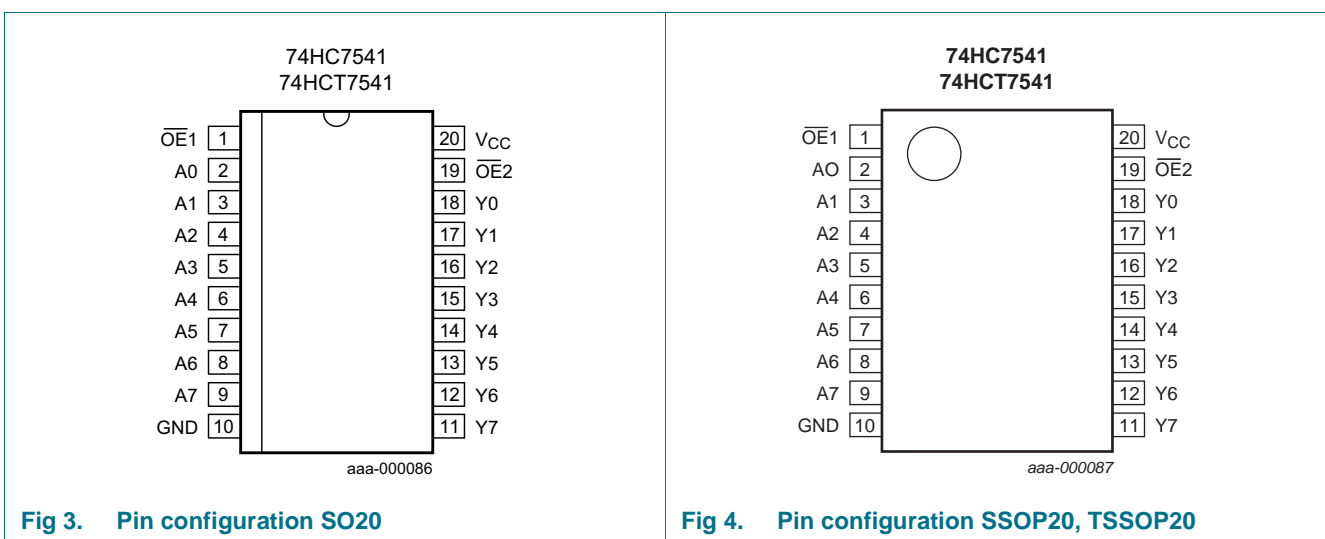 74HC7541
74HCT7541
O̅E̅1 1
A0 2
A1 3
A2 4
A3 5
A4 6
A5 7
A6 8
A7 9
GND 10
20 VCC
19 O̅E̅2
18 Y0
17 Y1
16 Y2
15 Y3
14 Y4
13 Y5
12 Y6
11 Y7
aaa-000086
Fig 3. Pin configuration SO20
74HC7541
74HCT7541
O̅E̅1 1
AO 2
A1 3
A2 4
A3 5
A4 6
A5 7
A6 8
A7 9
GND 10
20 VCC
19 O̅E̅2
18 Y0
17 Y1
16 Y2
15 Y3
14 Y4
13 Y5
12 Y6
11 Y7
aaa-000087
Fig 4. Pin configuration SSOP20, TSSOP20